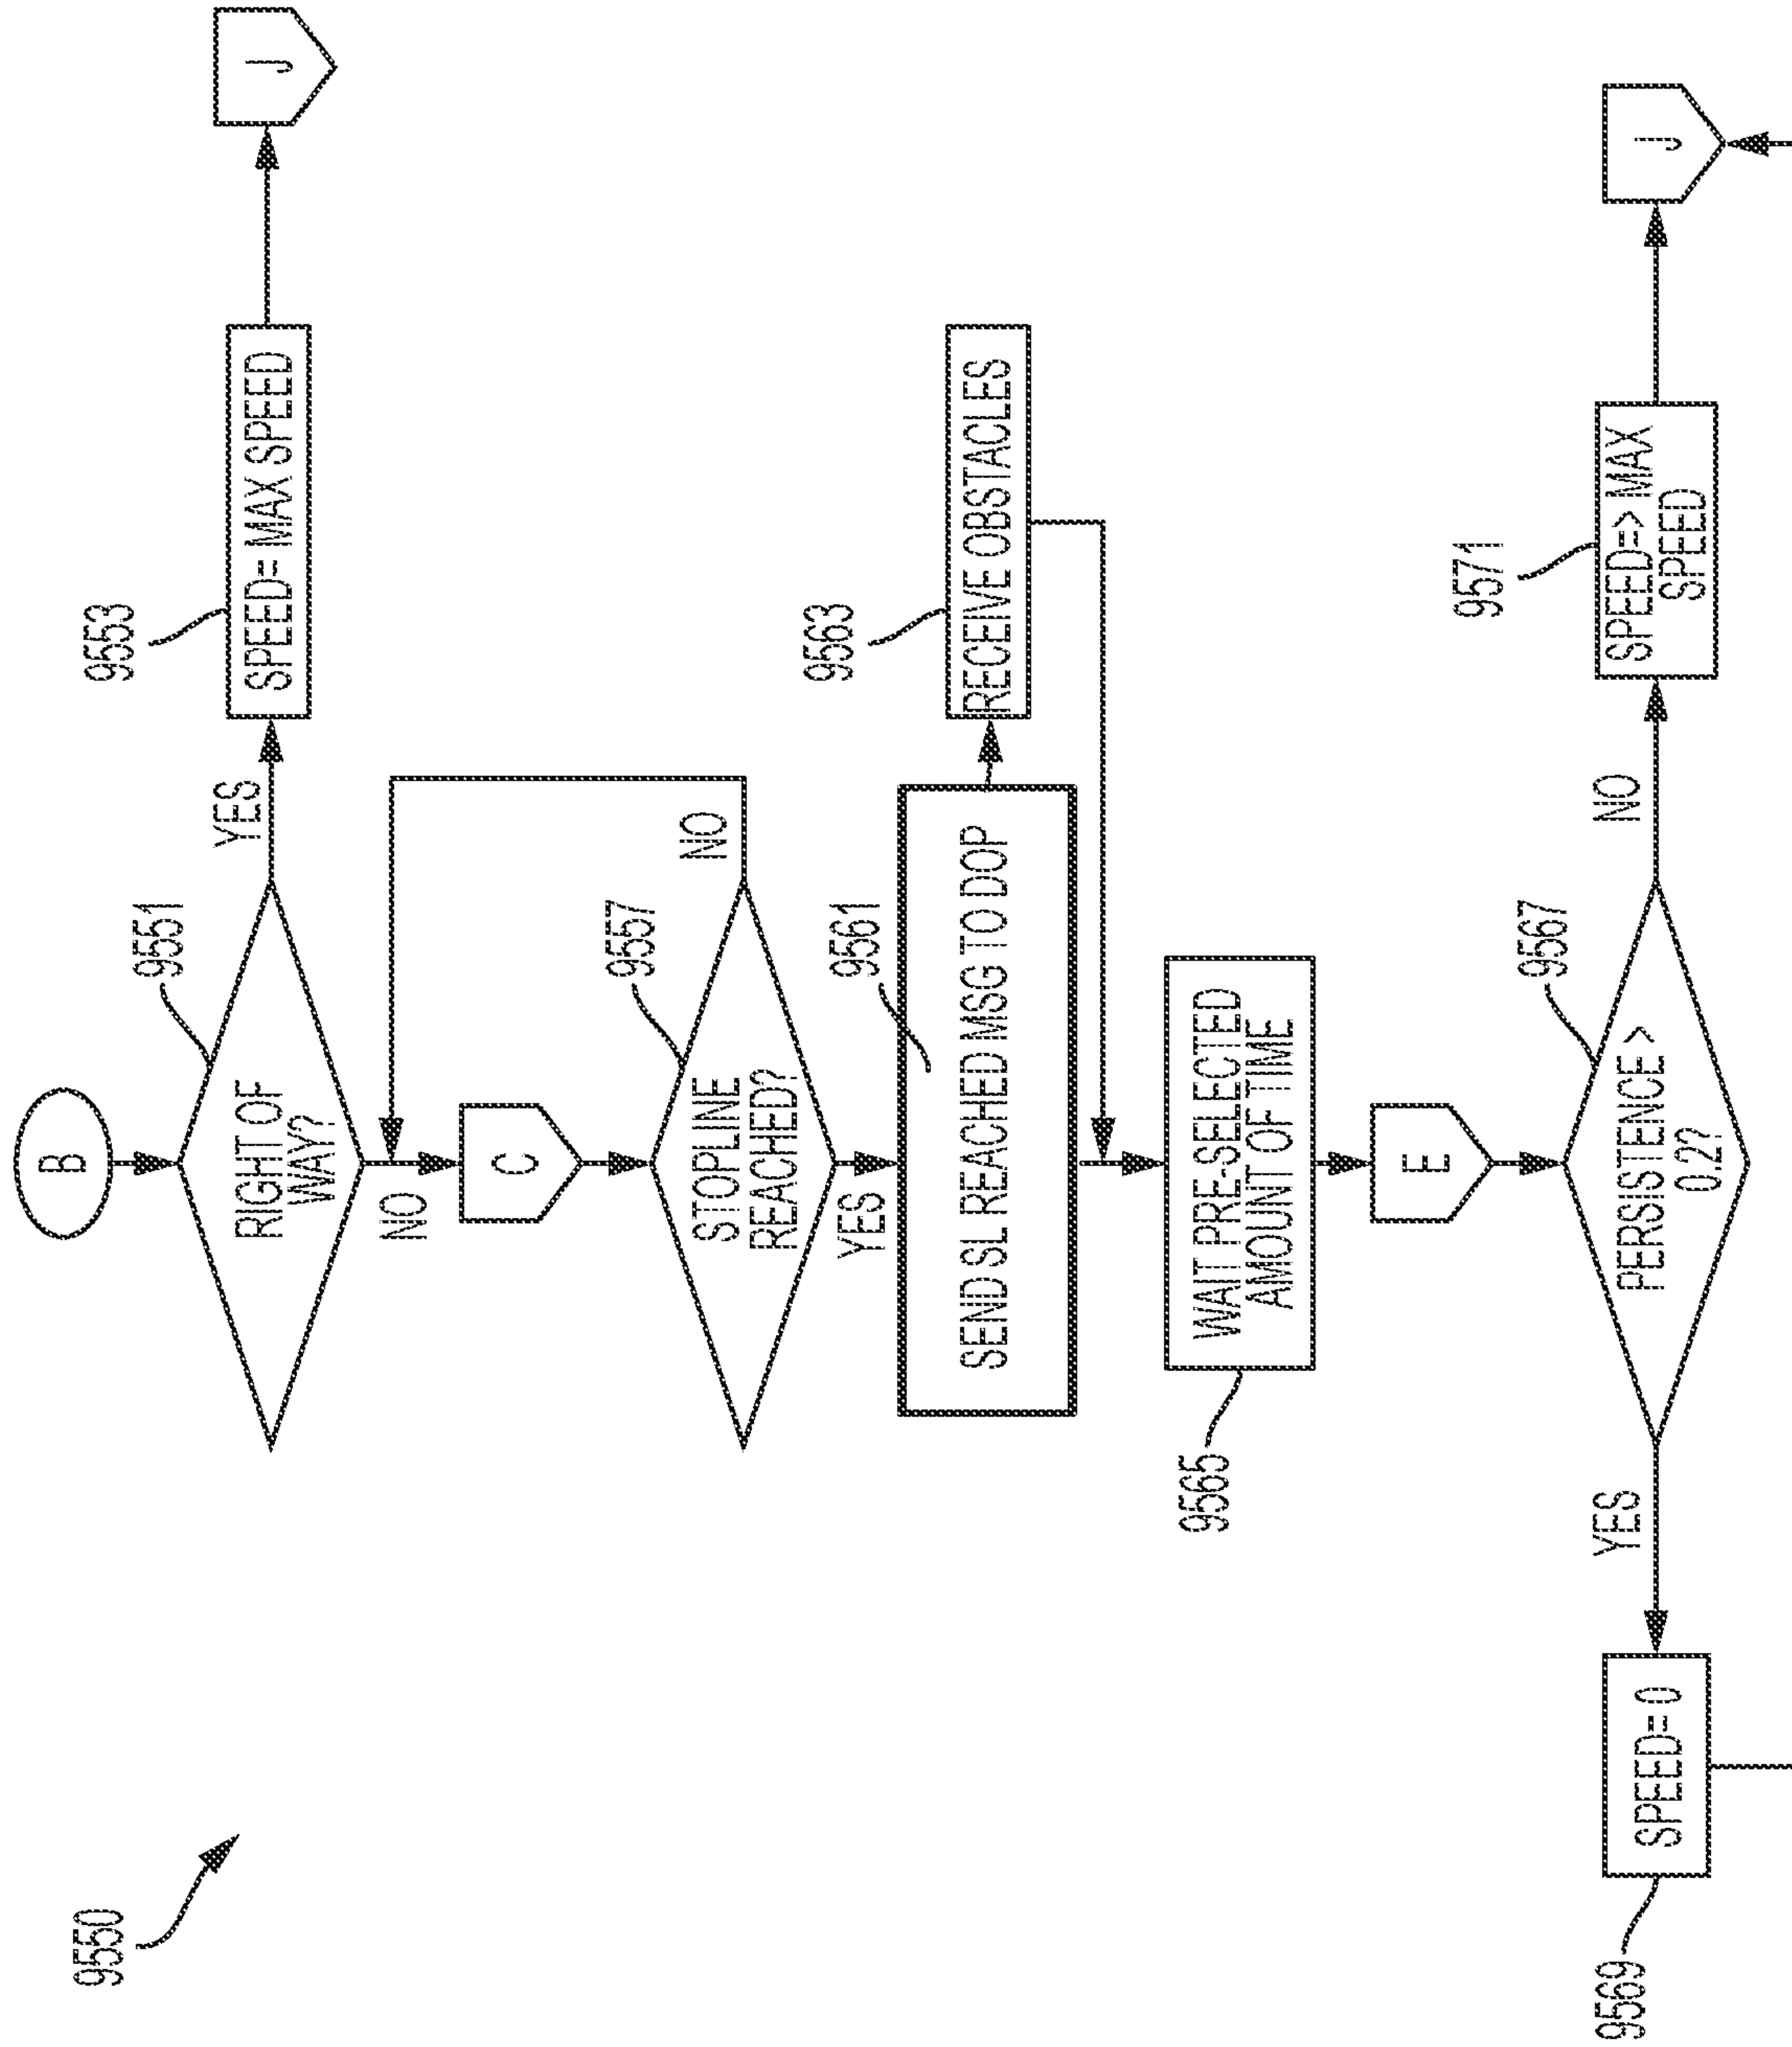 9550
B
9551
RIGHT OF
WAY?
YES
9553
SPEED= MAX SPEED
J
NO
C
9557
STOPLINE
REACHED?
NO
YES
9561
SEND SL REACHED MSG TO DOP
9563
RECEIVE OBSTACLES
9565
WAIT PRE-SELECTED
AMOUNT OF TIME
E
9567
PERSISTENCE >
0.2?
YES
NO
9569
SPEED= 0
9571
SPEED=> MAX
SPEED
J